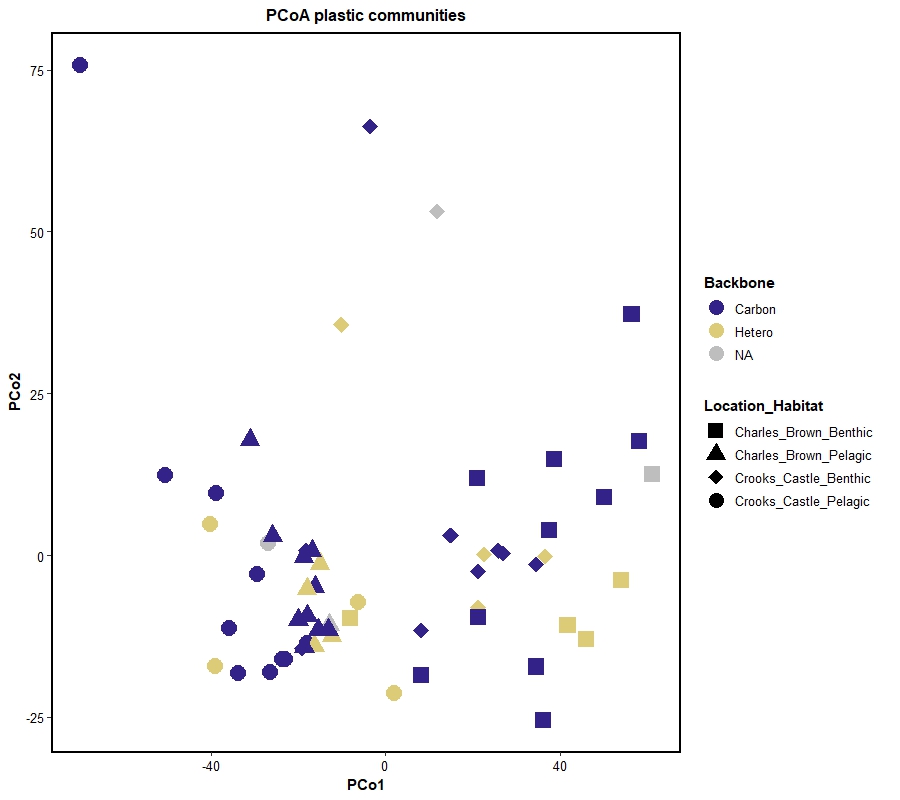 PCoA plastic communities
75
50
25
0
-25
PCo2
-40
0
40
PCo1
Backbone
Carbon
Hetero
NA
Location_Habitat
Charles_Brown_Benthic
Charles_Brown_Pelagic
Crooks_Castle_Benthic
Crooks_Castle_Pelagic